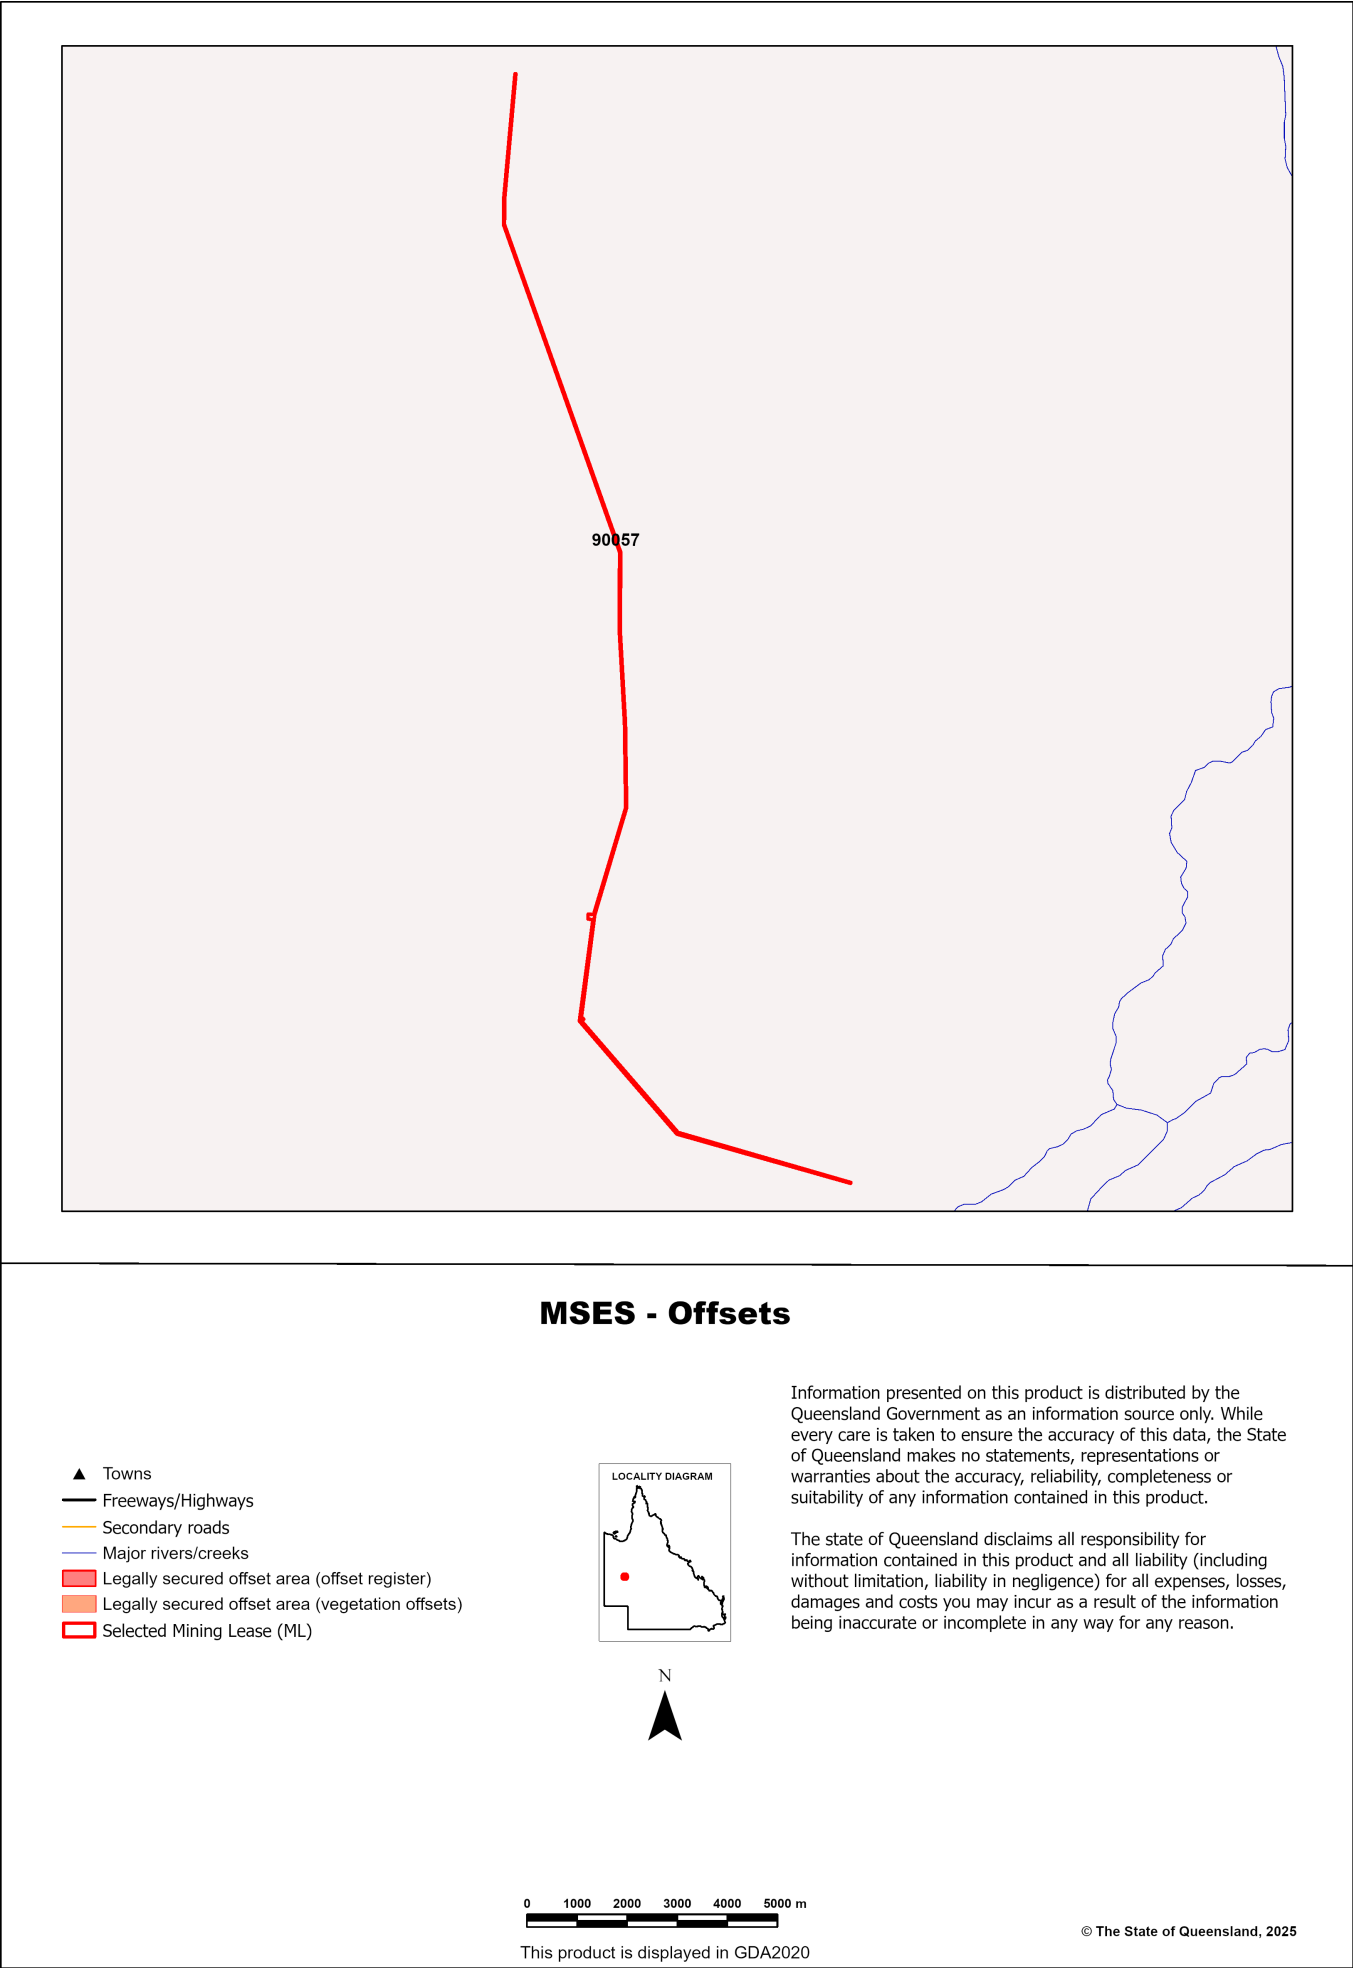 90057
MSES - Offsets
Information presented on this product is distributed by the
Queensland Government as an information source only. While
every care is taken to ensure the accuracy of this data, the State
of Queensland makes no statements, representations or
warranties about the accuracy, reliability, completeness or
suitability of any information contained in this product.
The state of Queensland disclaims all responsibility for
information contained in this product and all liability (including
without limitation, liability in negligence) for all expenses, losses,
damages and costs you may incur as a result of the information
being inaccurate or incomplete in any way for any reason.
Towns
Freeways/Highways
Secondary roads
Major rivers/creeks
Legally secured offset area (offset register)
Legally secured offset area (vegetation offsets)
Selected Mining Lease (ML)
LOCALITY DIAGRAM
N
0 1000 2000 3000 4000 5000 m
This product is displayed in GDA2020
© The State of Queensland, 2025